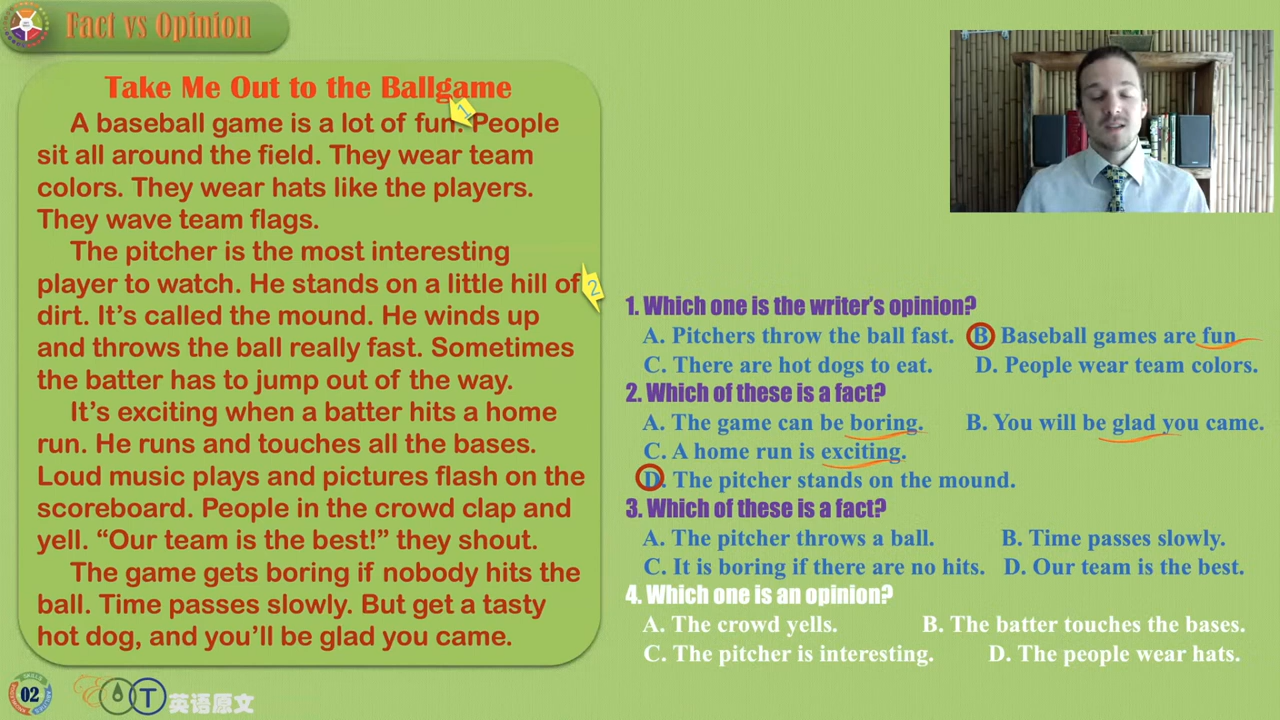 Fact vs Opinion
Take Me Out to the Ballgame
A baseball game is a lot of fun. People
sit all around the field. They wear team
colors. They wear hats like the players.
They wave team flags.
The pitcher is the most interesting
player to watch. He stands on a little hill of
dirt. It's called the mound. He winds up
and throws the ball really fast. Sometimes
the batter has to jump out of the way.
It's exciting when a batter hits a home
run. He runs and touches all the bases.
Loud music plays and pictures flash on the
scoreboard. People in the crowd clap and
yell. “Our team is the best!” they shout.
The game gets boring if nobody hits the
ball. Time passes slowly. But get a tasty
hot dog, and you'll be glad you came.
1
2
1. Which one is the writer's opinion?
A. Pitchers throw the ball fast. B. Baseball games are fun
C. There are hot dogs to eat. D. People wear team colors.
2. Which of these is a fact?
A. The game can be boring. B. You will be glad you came.
C. A home run is exciting.
D. The pitcher stands on the mound.
3. Which of these is a fact?
A. The pitcher throws a ball. B. Time passes slowly.
C. It is boring if there are no hits. D. Our team is the best.
4. Which one is an opinion?
A. The crowd yells. B. The batter touches the bases.
C. The pitcher is interesting. D. The people wear hats.
02
T 英语原文